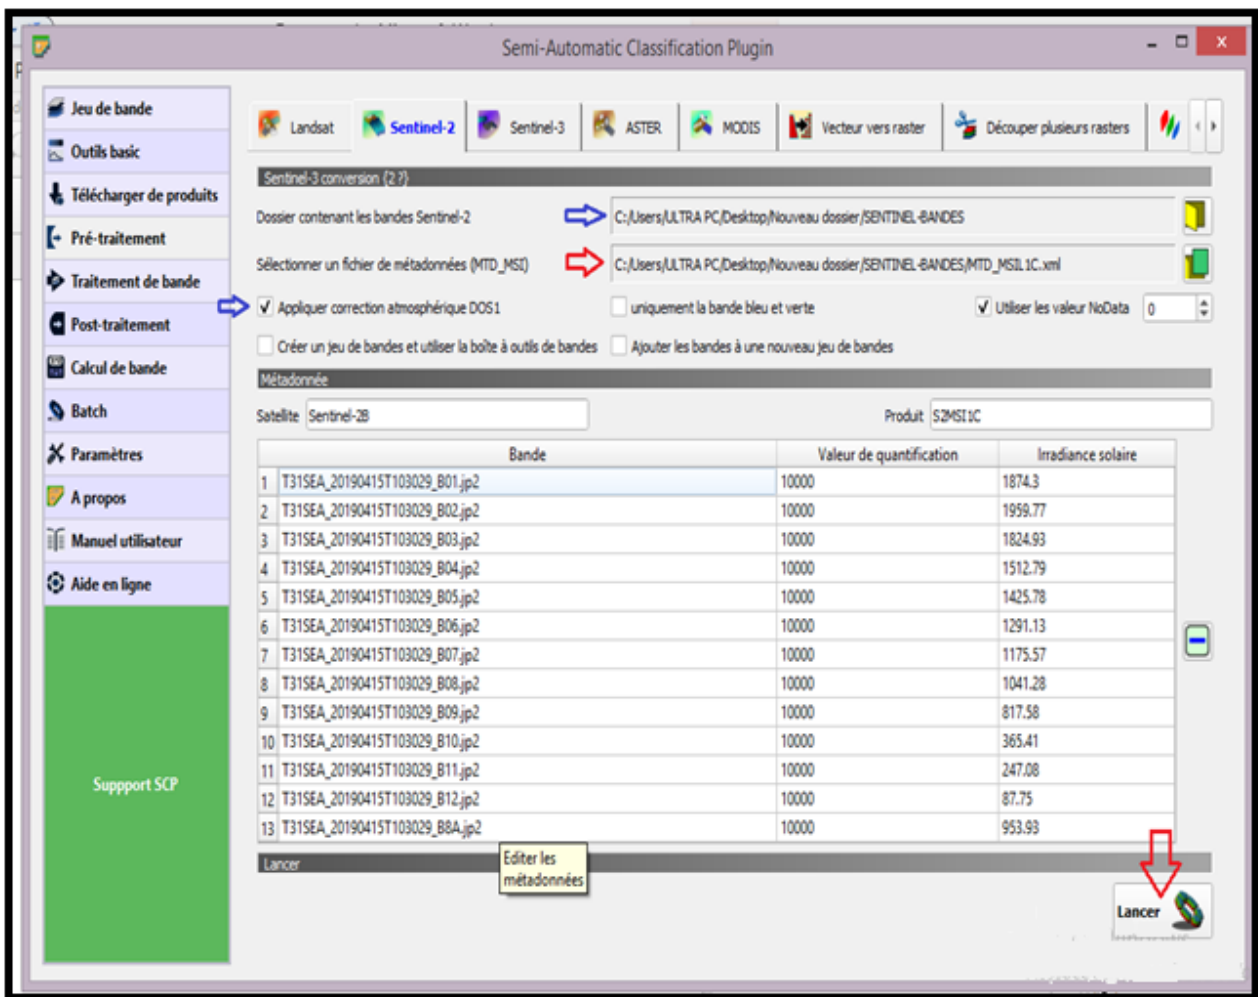 Semi-Automatic Classification Plugin
Jeu de bande
Outils basic
Télécharger de produits
Pré-traitement
Traitement de bande
Post-traitement
Calcul de bande
Batch
Paramètres
A propos
Manuel utilisateur
Aide en ligne
Suppport SCP
Landsat Sentinel-2 Sentinel-3 ASTER MODIS Vecteur vers raster Découper plusieurs rasters
Sentinel-3 conversion {2 ?}
Dossier contenant les bandes Sentinel-2 C:/Users/ULTRA PC/Desktop/Nouveau dossier/SENTINEL-BANDES
Sélectionner un fichier de métadonnées (MTD_MSI) C:/Users/ULTRA PC/Desktop/Nouveau dossier/SENTINEL-BANDES/MTD_MSIL1C.xml
Appliquer correction atmosphérique DOS1 uniquement la bande bleu et verte Utiliser les valeur NoData 0
Créer un jeu de bandes et utiliser la boîte à outils de bandes Ajouter les bandes à une nouveau jeu de bandes
Métadonnée
Satellite Sentinel-2B Produit S2MSI1C
Bande Valeur de quantification Irradiance solaire
1 T31SEA_20190415T103029_B01.jp2 10000 1874.3
2 T31SEA_20190415T103029_B02.jp2 10000 1959.77
3 T31SEA_20190415T103029_B03.jp2 10000 1824.93
4 T31SEA_20190415T103029_B04.jp2 10000 1512.79
5 T31SEA_20190415T103029_B05.jp2 10000 1425.78
6 T31SEA_20190415T103029_B06.jp2 10000 1291.13
7 T31SEA_20190415T103029_B07.jp2 10000 1175.57
8 T31SEA_20190415T103029_B08.jp2 10000 1041.28
9 T31SEA_20190415T103029_B09.jp2 10000 817.58
10 T31SEA_20190415T103029_B10.jp2 10000 365.41
11 T31SEA_20190415T103029_B11.jp2 10000 247.08
12 T31SEA_20190415T103029_B12.jp2 10000 87.75
13 T31SEA_20190415T103029_B8A.jp2 10000 953.93
Lancer
Editer les
métadonnées
Lancer